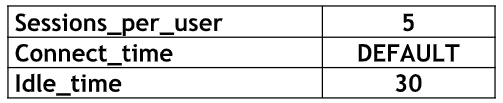 Sessions_per_user 5
Connect_time DEFAULT
Idle_time 30